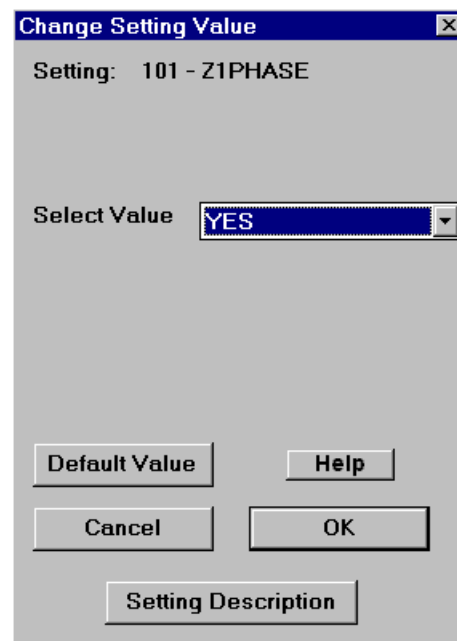 Change Setting Value
Setting: 101 - Z1PHASE
Select Value YES
Default Value Help
Cancel OK
Setting Description